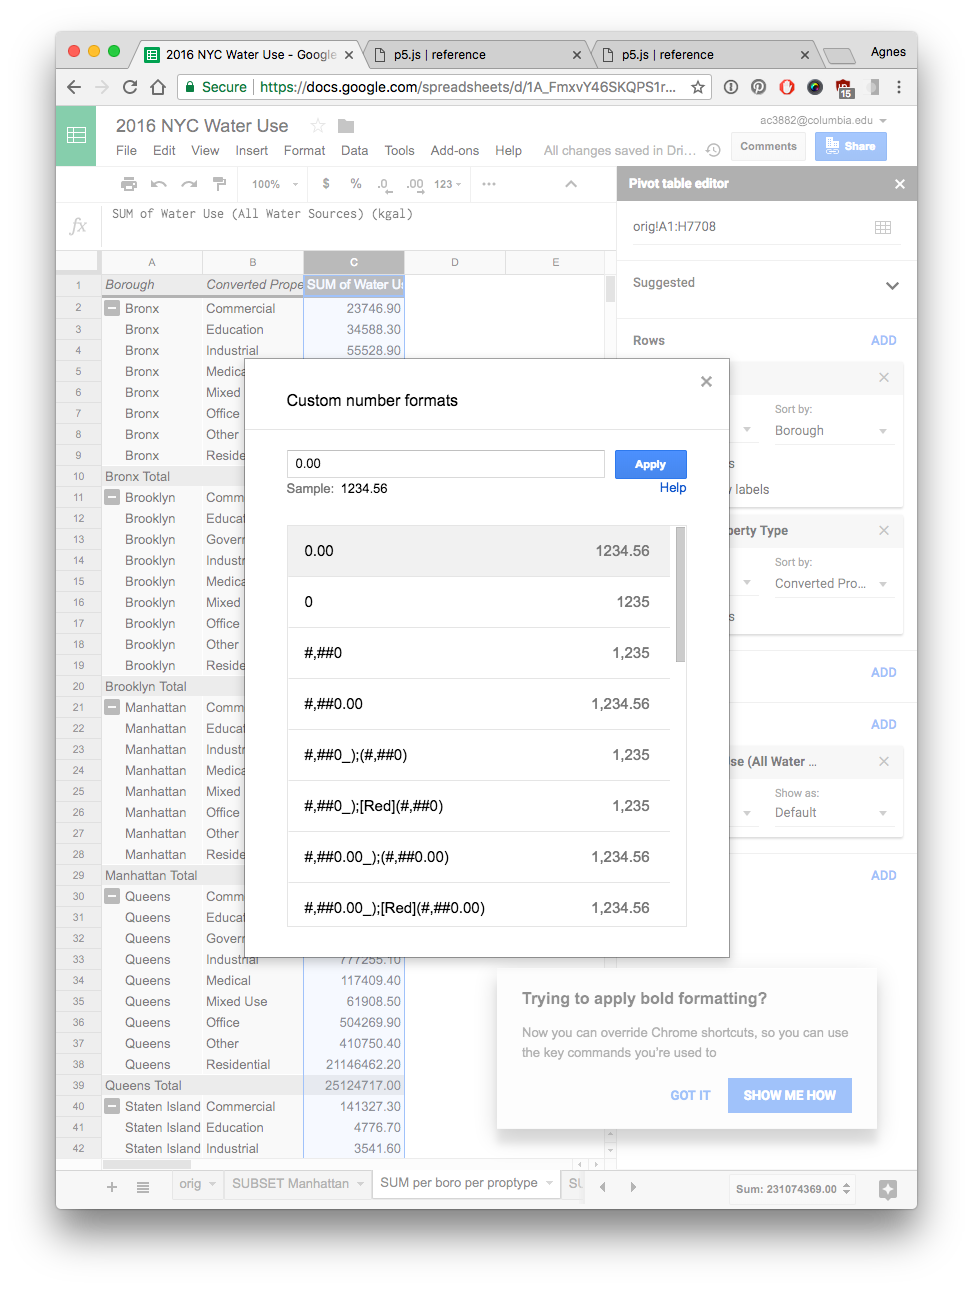 2016 NYC Water Use - Google
p5.js | reference
p5.js | reference
Agnes
Secure
https://docs.google.com/spreadsheets/d/1A_FmxvY46SKQPS1r...
15
2016 NYC Water Use
ac3882@columbia.edu
File Edit View Insert Format Data Tools Add-ons Help All changes saved in Dri...
Comments
Share
100% $ % .0 .00 123
Pivot table editor
fx SUM of Water Use (All Water Sources) (kgal)
orig!A1:H7708
Suggested
Rows ADD
A B C D E
1 Borough Converted Prope SUM of Water U
2 Bronx Commercial 23746.90
3 Bronx Education 34588.30
4 Bronx Industrial 55528.90
5 Bronx Medica
6 Bronx Mixed
7 Bronx Office
8 Bronx Other
9 Bronx Reside
10 Bronx Total
11 Brooklyn Comm
12 Brooklyn Educat
13 Brooklyn Govern
14 Brooklyn Industr
15 Brooklyn Medica
16 Brooklyn Mixed
17 Brooklyn Office
18 Brooklyn Other
19 Brooklyn Reside
20 Brooklyn Total
21 Manhattan Comm
22 Manhattan Educat
23 Manhattan Industr
24 Manhattan Medica
25 Manhattan Mixed
26 Manhattan Office
27 Manhattan Other
28 Manhattan Reside
29 Manhattan Total
30 Queens Comm
31 Queens Educat
32 Queens Govern
33 Queens Industrial 777255.10
34 Queens Medical 117409.40
35 Queens Mixed Use 61908.50
36 Queens Office 504269.90
37 Queens Other 410750.40
38 Queens Residential 21146462.20
39 Queens Total 25124717.00
40 Staten Island Commercial 141327.30
41 Staten Island Education 4776.70
42 Staten Island Industrial 3541.60
Custom number formats
0.00
Apply
Sample: 1234.56
Help
0.00 1234.56
0 1235
#,##0 1,235
#,##0.00 1,234.56
#,##0_);(#,##0) 1,235
#,##0_);[Red](#,##0) 1,235
#,##0.00_);(#,##0.00) 1,234.56
#,##0.00_);[Red](#,##0.00) 1,234.56
Sort by:
Borough
s
labels
perty Type
Sort by:
Converted Pro...
s
ADD
ADD
se (All Water ...
Show as:
Default
ADD
Trying to apply bold formatting?
Now you can override Chrome shortcuts, so you can use
the key commands you're used to
GOT IT
SHOW ME HOW
orig
SUBSET Manhattan
SUM per boro per proptype
SU
Sum: 231074369.00